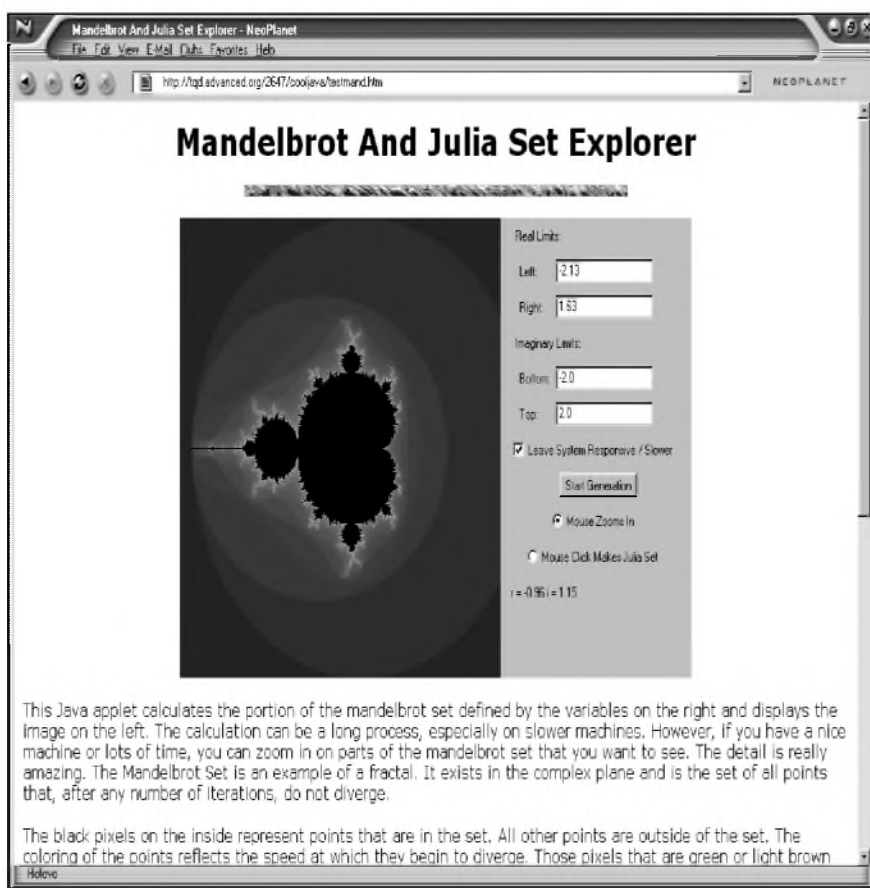 Mandelbrot And Julia Set Explorer - NeoPlanet
File Edit View E-Mail Clubs Favorites Help
http://tqd.advanced.org/2647/cooljava/testmand.htm
NEOPLANET
Mandelbrot And Julia Set Explorer
Real Limits:
Left: -2.13
Right: 1.63
Imaginary Limits:
Bottom: -2.0
Top: 2.0
Leave System Responsive / Slower
Start Generation
Mouse Zooms In
Mouse Click Makes Julia Set
r = -0.96 i = 1.15
This Java applet calculates the portion of the mandelbrot set defined by the variables on the right and displays the
image on the left. The calculation can be a long process, especially on slower machines. However, if you have a nice
machine or lots of time, you can zoom in on parts of the mandelbrot set that you want to see. The detail is really
amazing. The Mandelbrot Set is an example of a fractal. It exists in the complex plane and is the set of all points
that, after any number of iterations, do not diverge.
The black pixels on the inside represent points that are in the set. All other points are outside of the set. The
coloring of the points reflects the speed at which they begin to diverge. Those pixels that are green or light brown